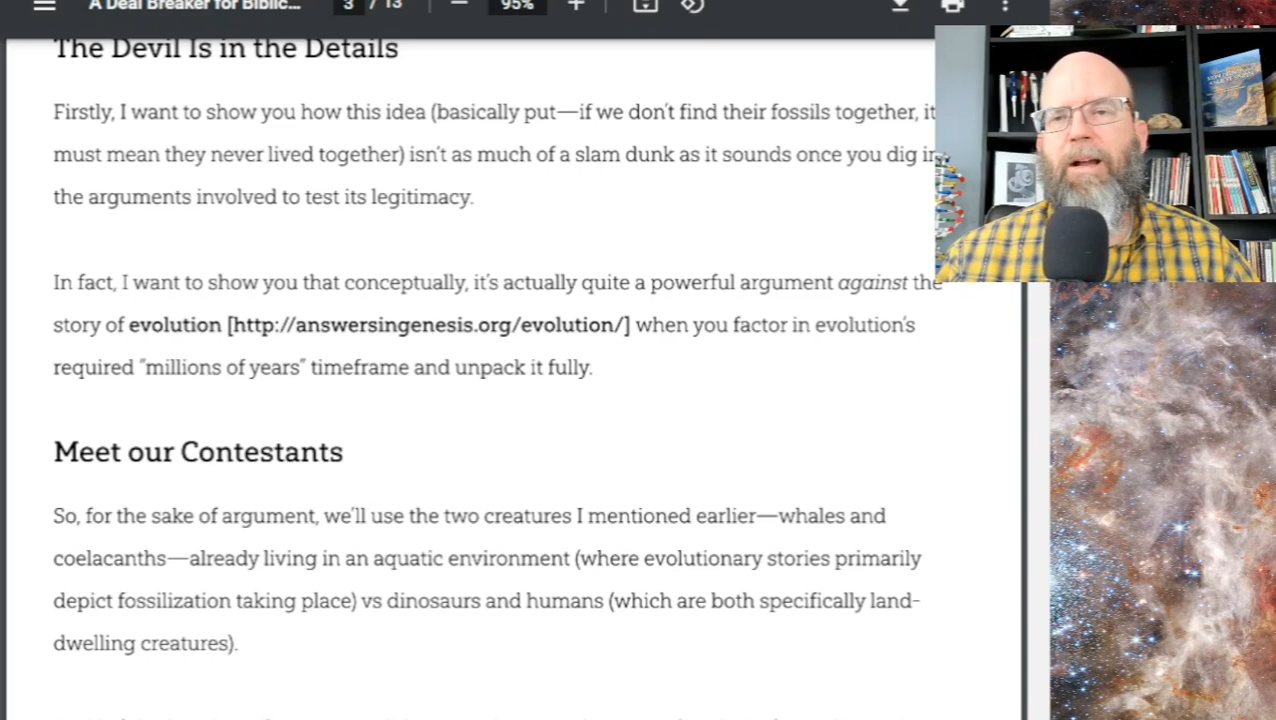 A Deal Breaker for Biblic...
3 / 13
95%
The Devil Is in the Details
Firstly, I want to show you how this idea (basically put—if we don't find their fossils together, it
must mean they never lived together) isn't as much of a slam dunk as it sounds once you dig in
the arguments involved to test its legitimacy.
In fact, I want to show you that conceptually, it's actually quite a powerful argument against the
story of evolution [http://answersingenesis.org/evolution/] when you factor in evolution's
required "millions of years" timeframe and unpack it fully.
Meet our Contestants
So, for the sake of argument, we'll use the two creatures I mentioned earlier—whales and
coelacanths—already living in an aquatic environment (where evolutionary stories primarily
depict fossilization taking place) vs dinosaurs and humans (which are both specifically land-
dwelling creatures).